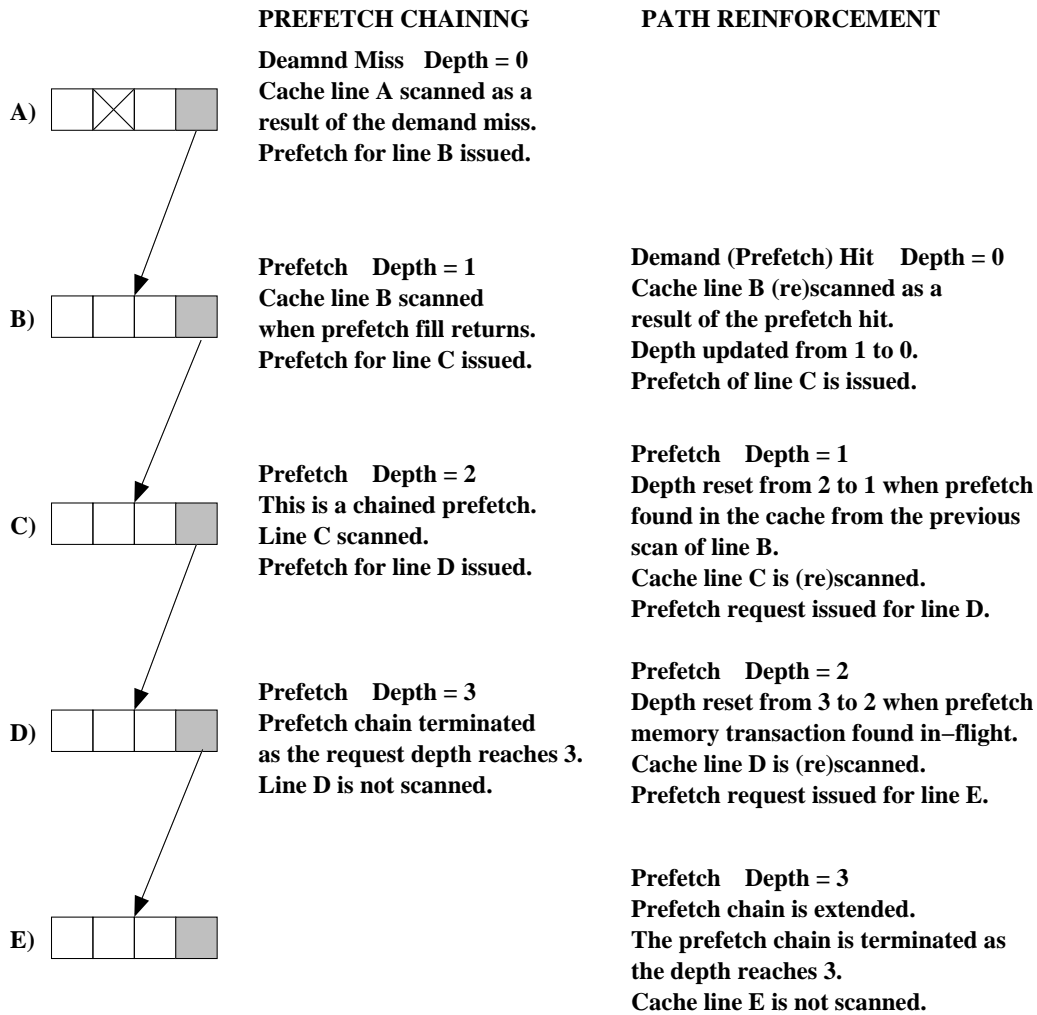 PREFETCH CHAINING
PATH REINFORCEMENT
A)
Deamnd Miss Depth = 0
Cache line A scanned as a
result of the demand miss.
Prefetch for line B issued.
B)
Prefetch Depth = 1
Cache line B scanned
when prefetch fill returns.
Prefetch for line C issued.
Demand (Prefetch) Hit Depth = 0
Cache line B (re)scanned as a
result of the prefetch hit.
Depth updated from 1 to 0.
Prefetch of line C is issued.
C)
Prefetch Depth = 2
This is a chained prefetch.
Line C scanned.
Prefetch for line D issued.
Prefetch Depth = 1
Depth reset from 2 to 1 when prefetch
found in the cache from the previous
scan of line B.
Cache line C is (re)scanned.
Prefetch request issued for line D.
D)
Prefetch Depth = 3
Prefetch chain terminated
as the request depth reaches 3.
Line D is not scanned.
Prefetch Depth = 2
Depth reset from 3 to 2 when prefetch
memory transaction found in−flight.
Cache line D is (re)scanned.
Prefetch request issued for line E.
E)
Prefetch Depth = 3
Prefetch chain is extended.
The prefetch chain is terminated as
the depth reaches 3.
Cache line E is not scanned.